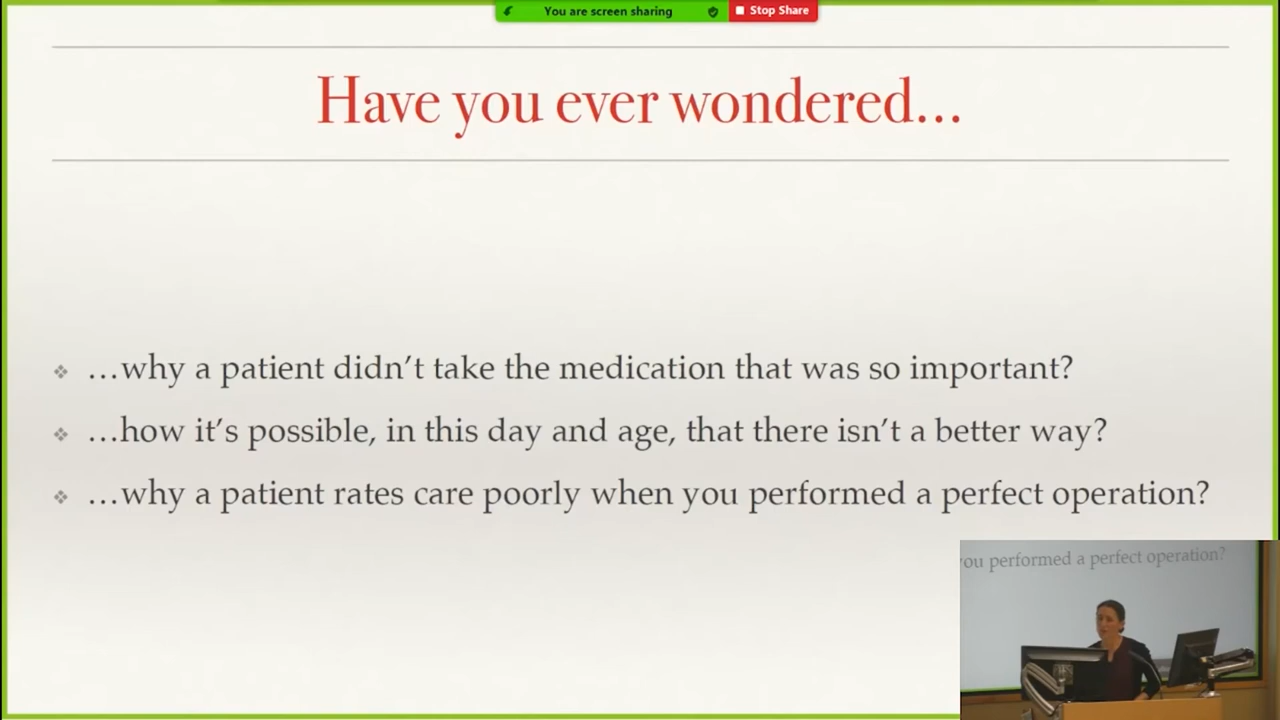 You are screen sharing
Stop Share
Have you ever wondered…
…why a patient didn't take the medication that was so important?
…how it's possible, in this day and age, that there isn't a better way?
…why a patient rates care poorly when you performed a perfect operation?
you performed a perfect operation?